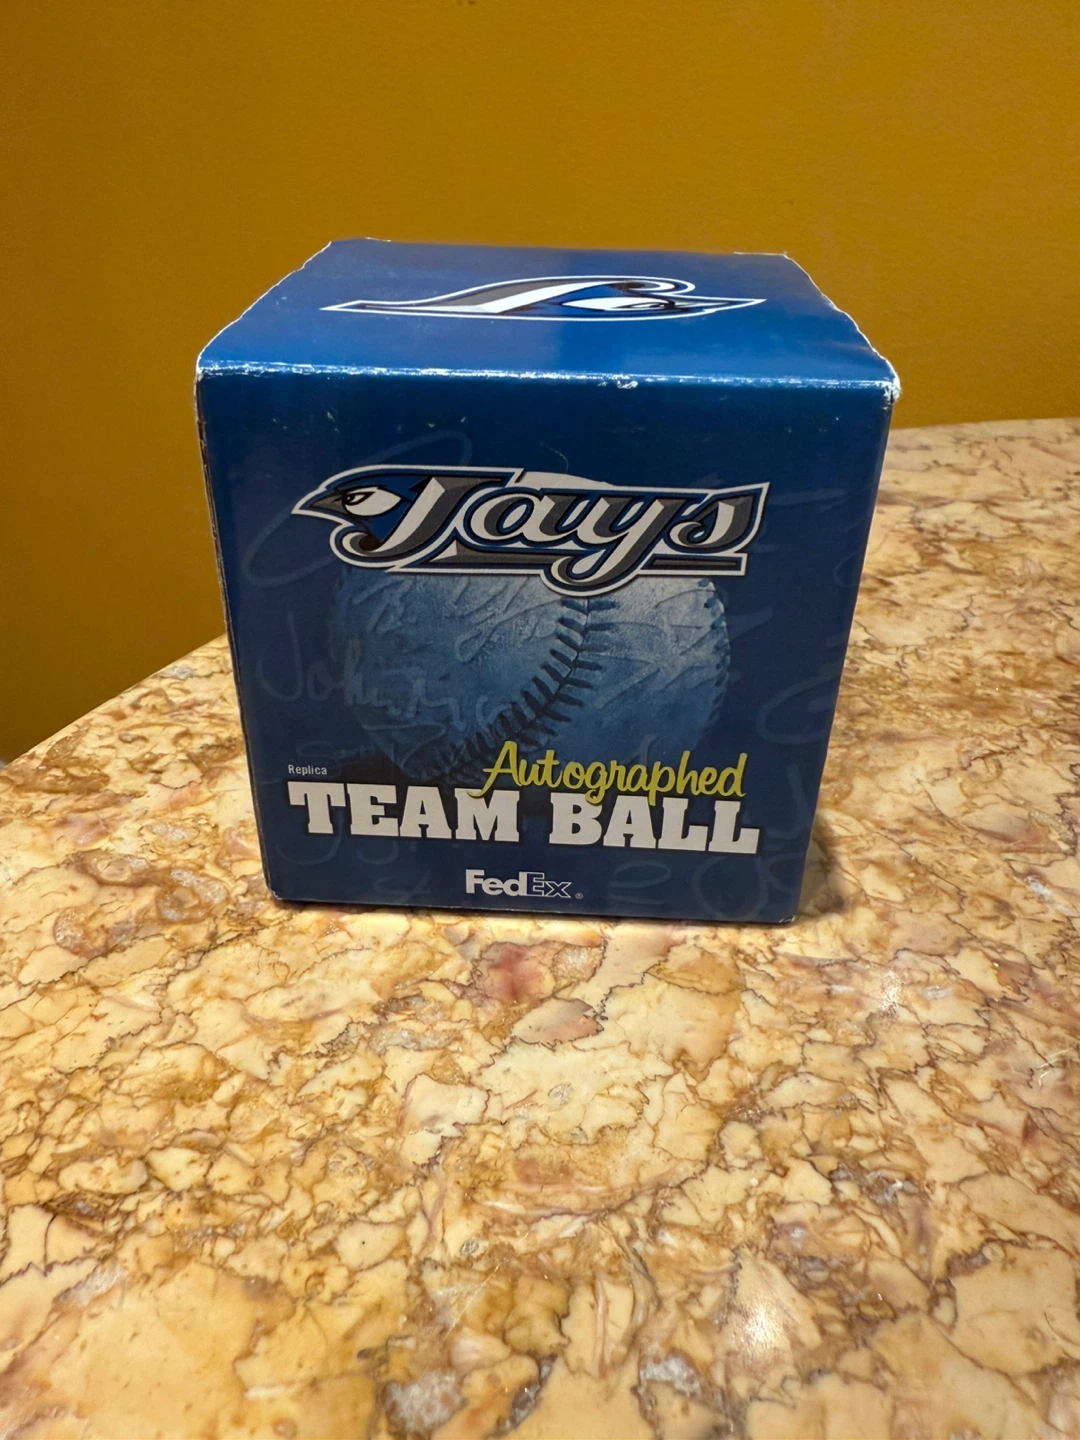 Jays
Replica
Autographed
TEAM BALL
FedEx®